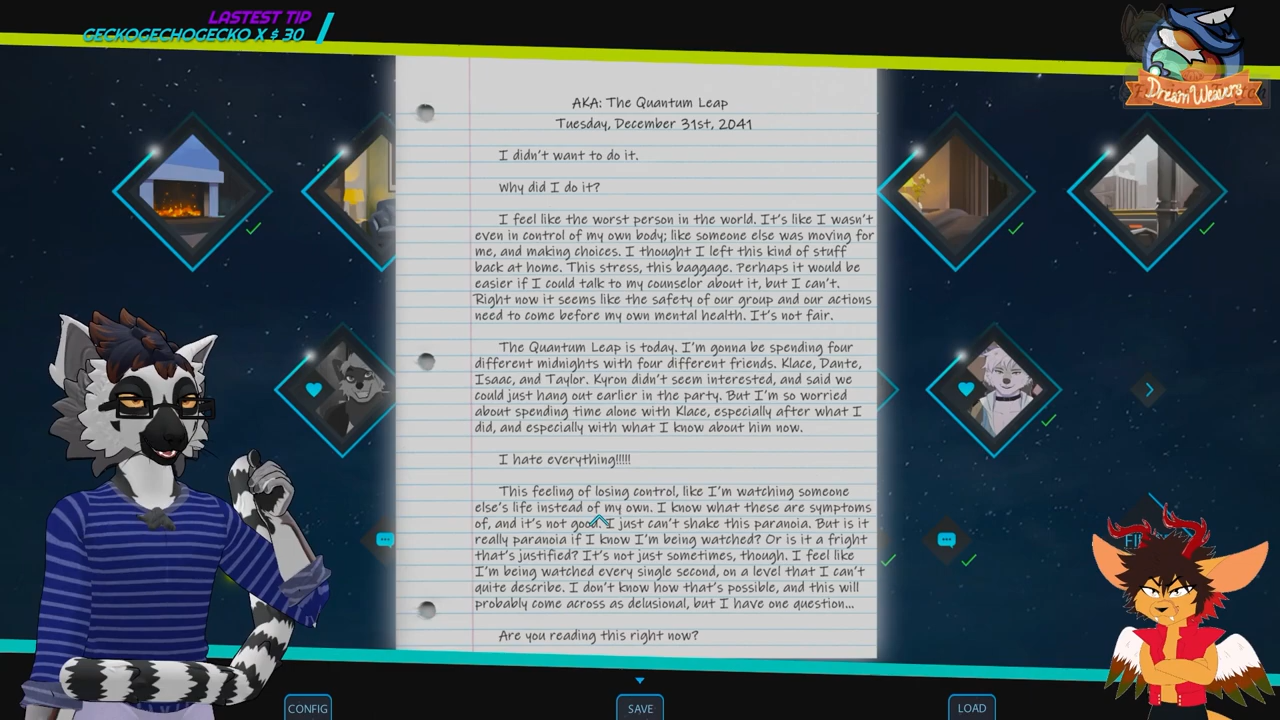 LASTEST TIP
GECKOGECHOGECKO X $ 30
Dream Weavers
AKA: The Quantum Leap
Tuesday, December 31st, 2041
I didn't want to do it.
Why did I do it?
I feel like the worst person in the world. It's like I wasn't
even in control of my own body; like someone else was moving for
me, and making choices. I thought I left this kind of stuff
back at home. This stress, this baggage. Perhaps it would be
easier if I could talk to my counselor about it, but I can't.
Right now it seems like the safety of our group and our actions
need to come before my own mental health. It's not fair.
The Quantum Leap is today. I'm gonna be spending four
different midnights with four different friends. Klace, Dante,
Isaac, and Taylor. Kyron didn't seem interested, and said we
could just hang out earlier in the party. But I'm so worried
about spending time alone with Klace, especially after what I
did, and especially with what I know about him now.
I hate everything!!!!!
This feeling of losing control, like I'm watching someone
else's life instead of my own. I know what these are symptoms
of, and it's not good. I just can't shake this paranoia. But is it
really paranoia if I know I'm being watched? Or is it a fright
that's justified? It's not just sometimes, though. I feel like
I'm being watched every single second, on a level that I can't
quite describe. I don't know how that's possible, and this will
probably come across as delusional, but I have one question...
Are you reading this right now?
CONFIG
SAVE
LOAD